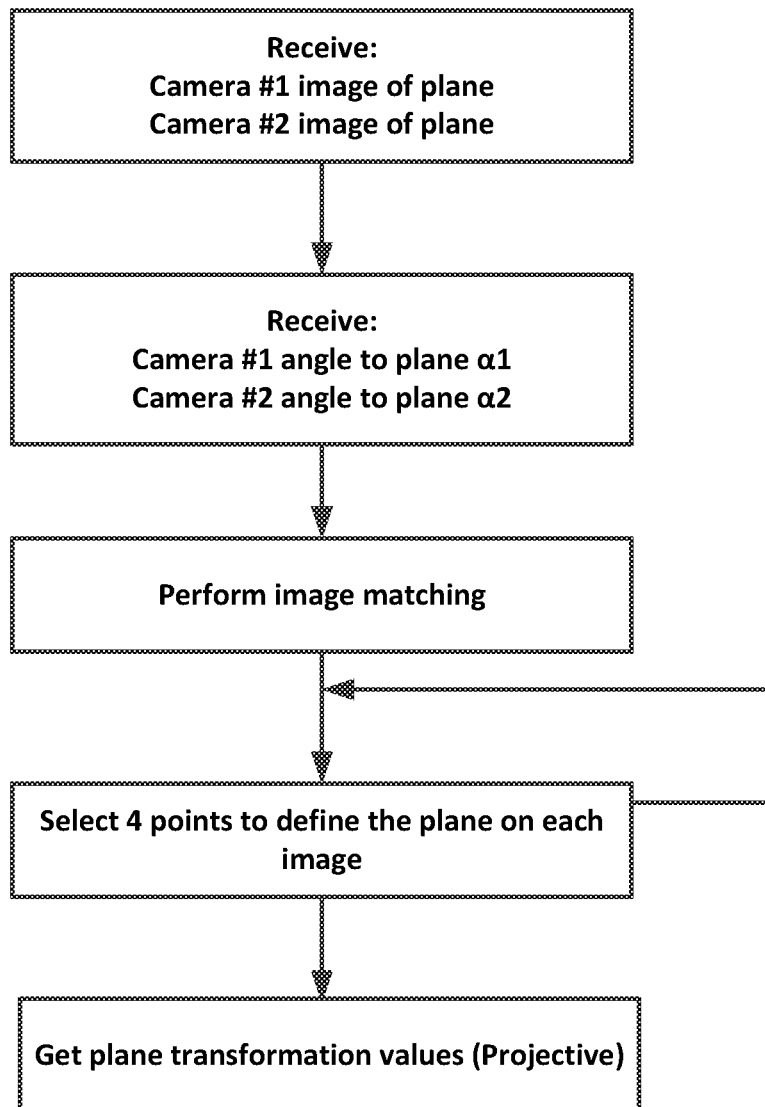 Receive:
Camera #1 image of plane
Camera #2 image of plane
Receive:
Camera #1 angle to plane α1
Camera #2 angle to plane α2
Perform image matching
Select 4 points to define the plane on each
image
Get plane transformation values (Projective)